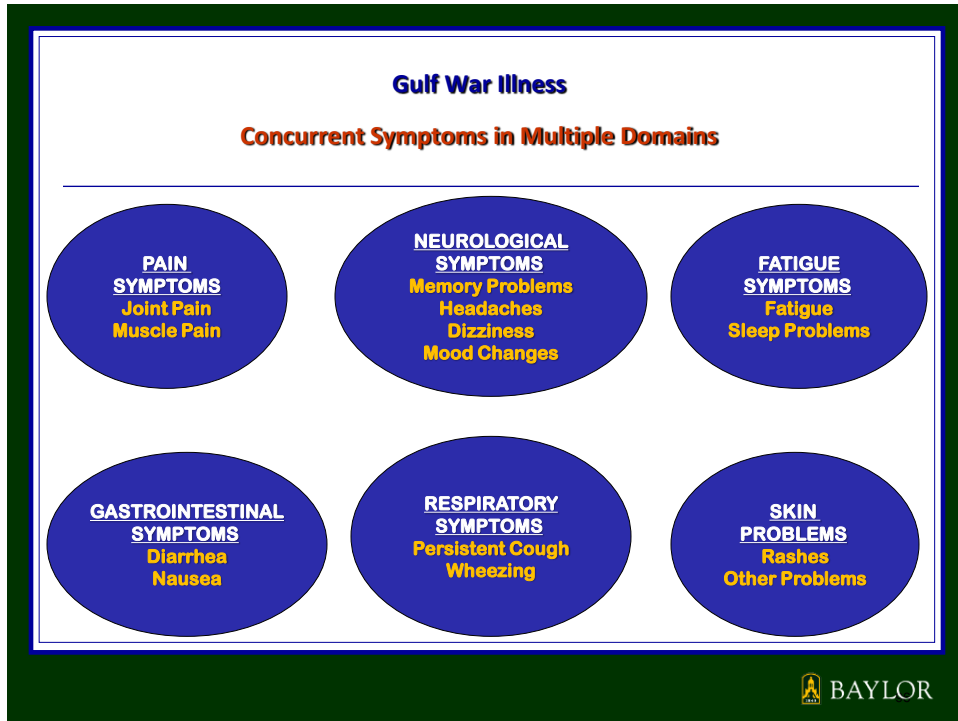 Gulf War Illness
Concurrent Symptoms in Multiple Domains
PAIN
SYMPTOMS
Joint Pain
Muscle Pain
NEUROLOGICAL
SYMPTOMS
Memory Problems
Headaches
Dizziness
Mood Changes
FATIGUE
SYMPTOMS
Fatigue
Sleep Problems
GASTROINTESTINAL
SYMPTOMS
Diarrhea
Nausea
RESPIRATORY
SYMPTOMS
Persistent Cough
Wheezing
SKIN
PROBLEMS
Rashes
Other Problems
BAYLOR